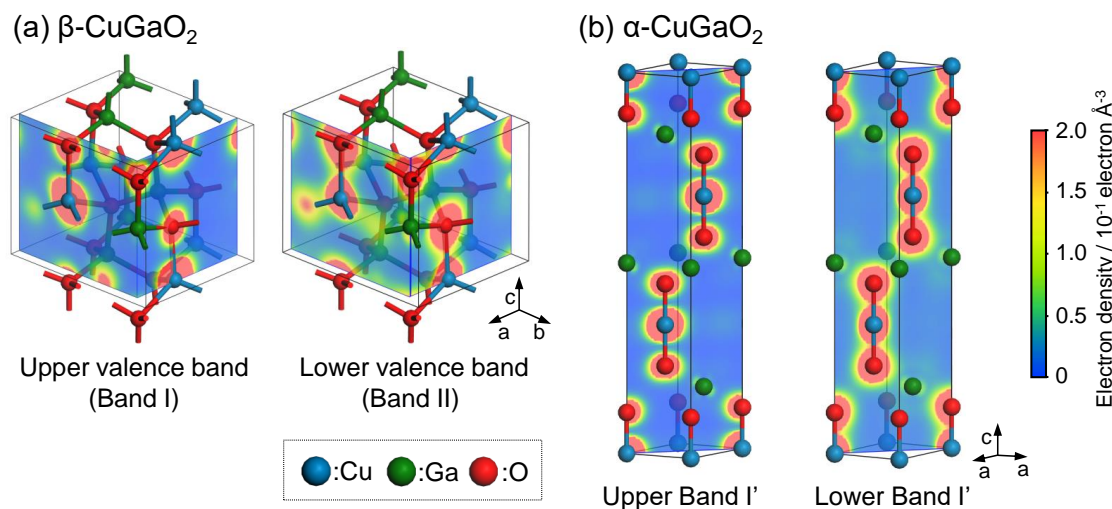 (a) β-CuGaO₂
(b) α-CuGaO₂
c
a b
Upper valence band
(Band I)
Lower valence band
(Band II)
:Cu :Ga :O
Upper Band I’
Lower Band I’
c
a a
2.0
1.5
1.0
0.5
0
Electron density / 10⁻¹ electron Å⁻³